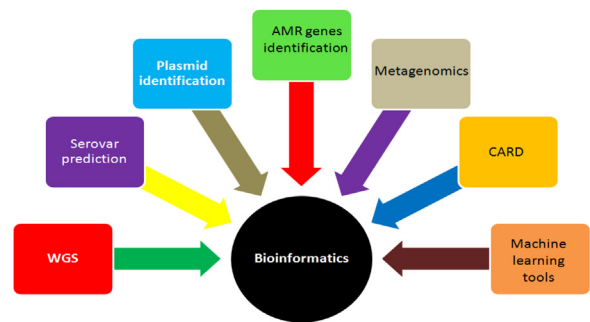 AMR genes
identification
Plasmid
identification
Metagenomics
Serovar
prediction
CARD
WGS
Bioinformatics
Machine
learning
tools